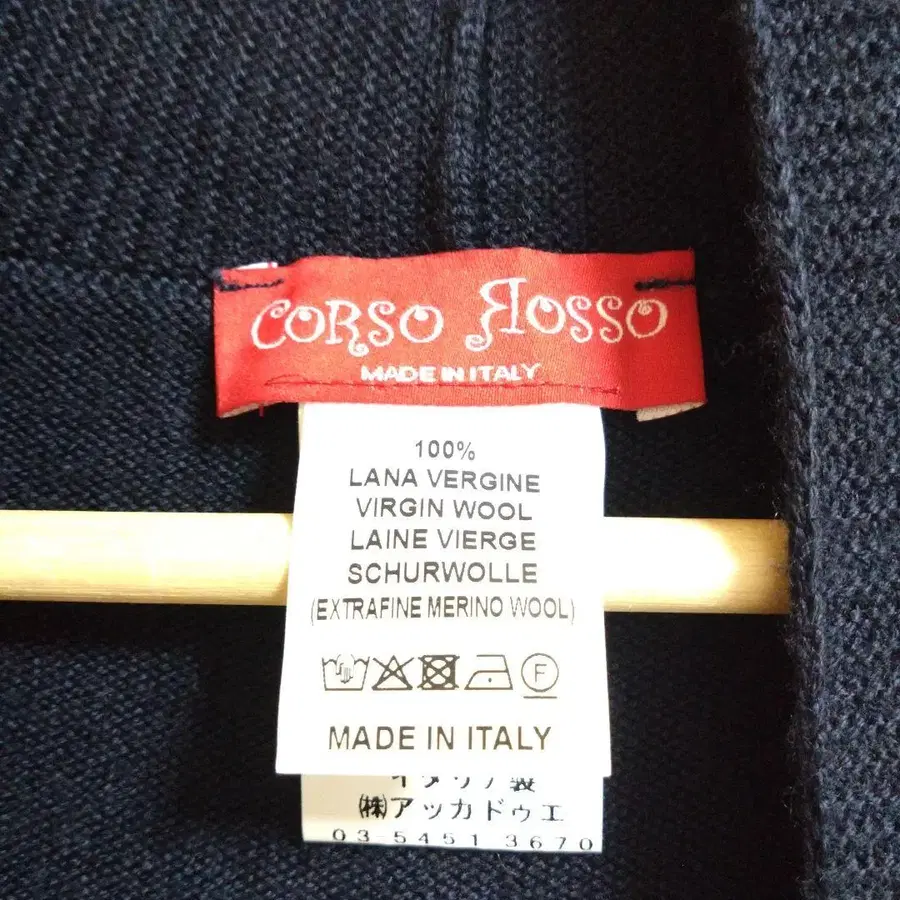 CORSO ROSSO
MADE IN ITALY
100%
LANA VERGINE
VIRGIN WOOL
LAINE VIERGE
SCHURWOLLE
(EXTRAFINE MERINO WOOL)
F
MADE IN ITALY
イタリア製
㈱アッカドゥエ
03-5451 3670